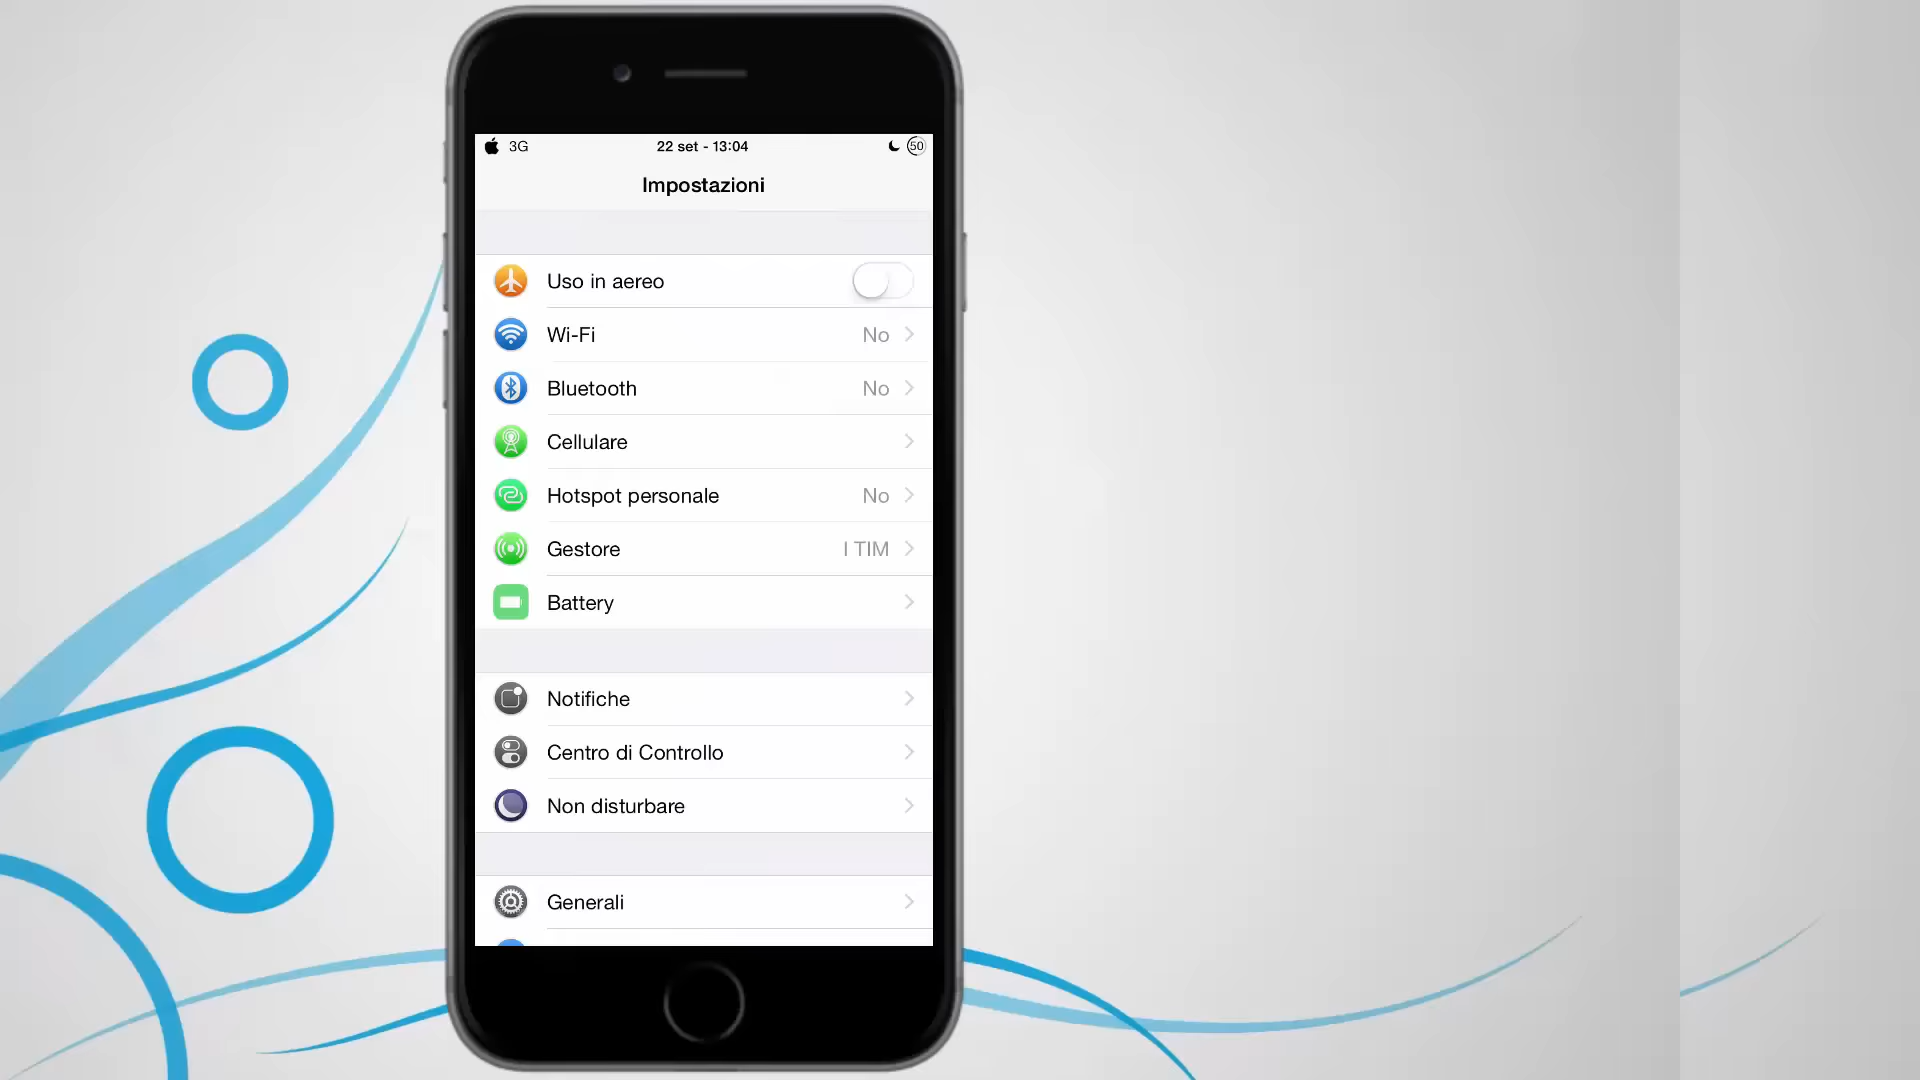 3G 22 set - 13:04 50
Impostazioni
Uso in aereo
Wi-Fi No
Bluetooth No
Cellulare
Hotspot personale No
Gestore I TIM
Battery
Notifiche
Centro di Controllo
Non disturbare
Generali